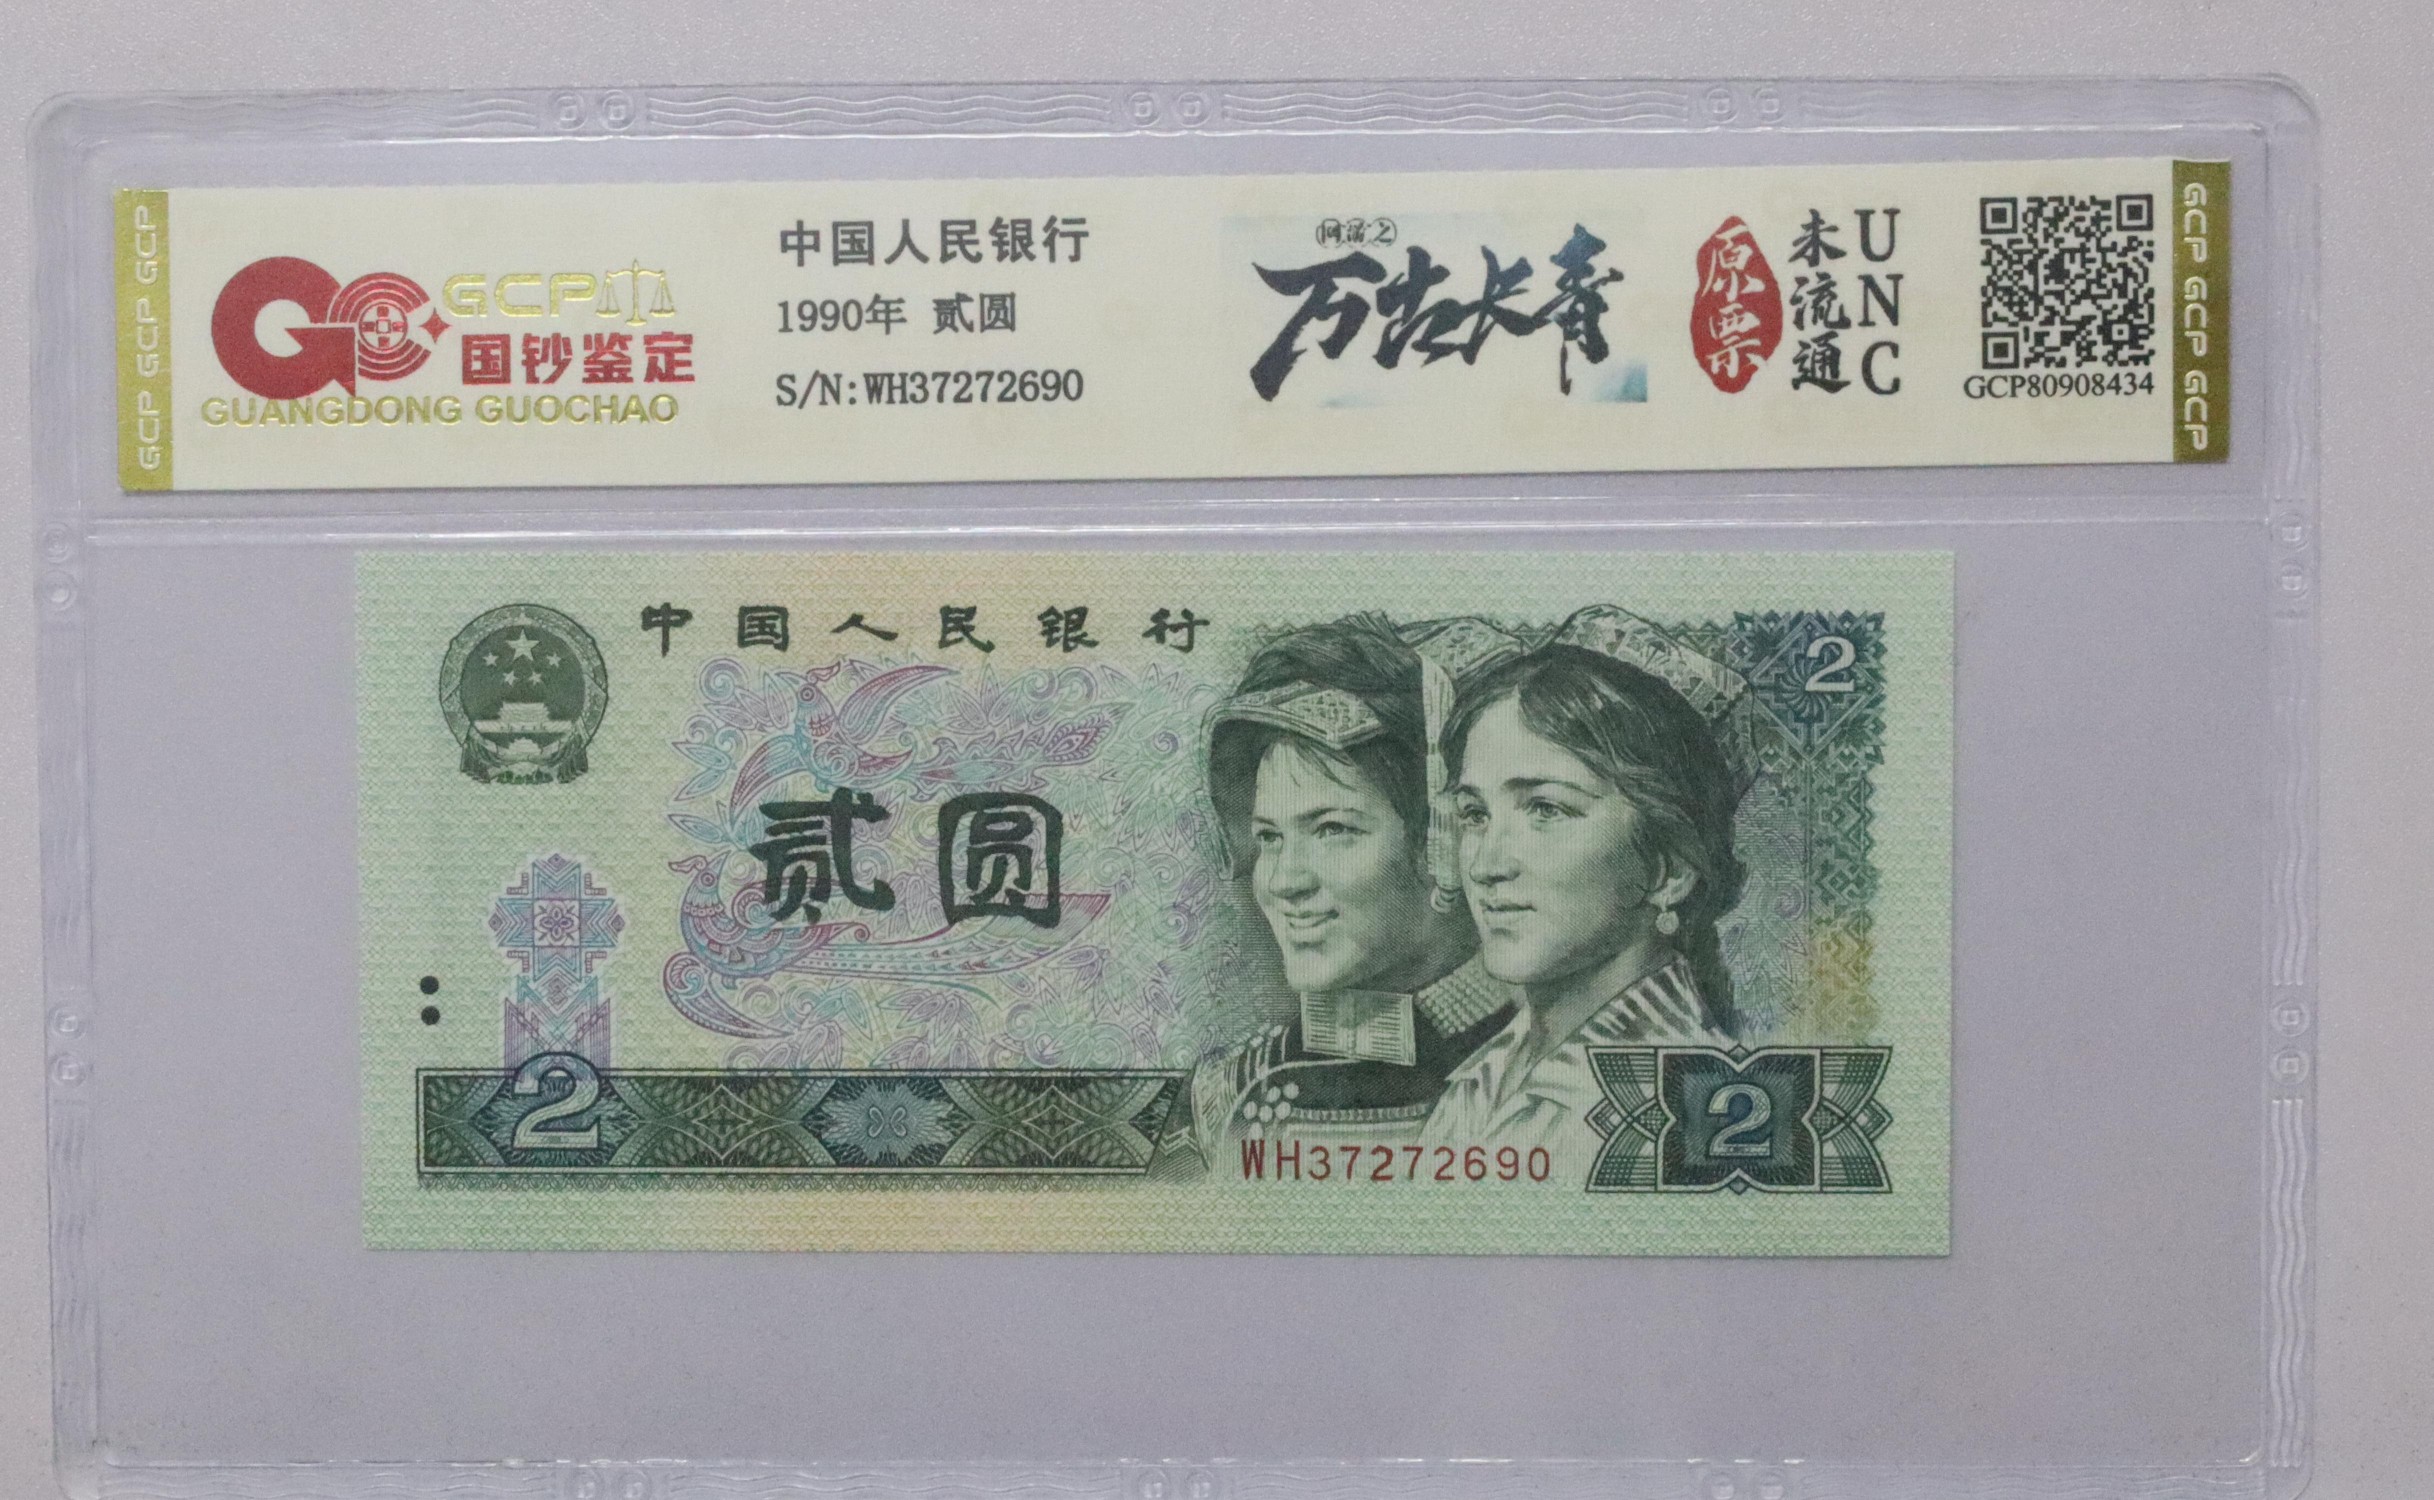 GCP GCP GCP
GCP
国钞鉴定
GUANGDONG GUOCHAO
中国人民银行
1990年 贰圆
S/N:WH37272690
万古长青
原票
未流通
UNC
GCP80908434
GCP GCP GCP
中国人民银行
2
贰圆
2
WH37272690
2